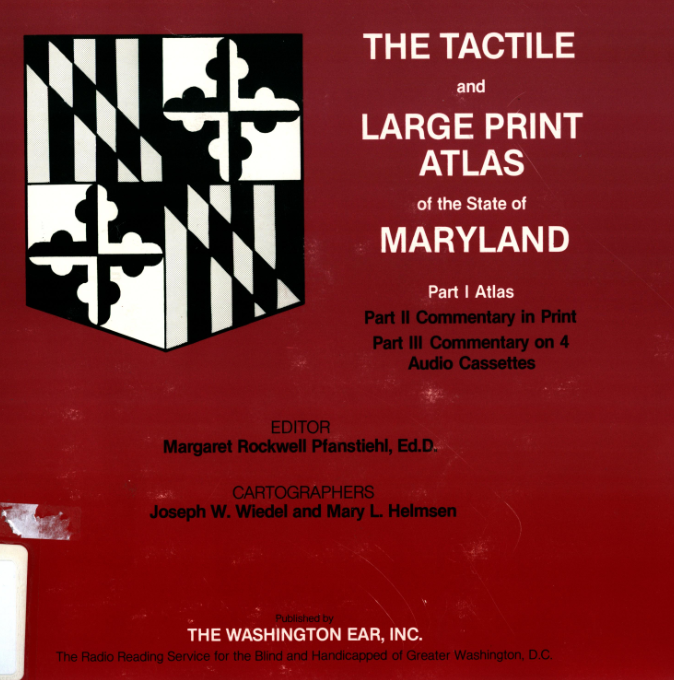 THE TACTILE
and
LARGE PRINT
ATLAS
of the State of
MARYLAND
Part I Atlas
Part II Commentary in Print
Part III Commentary on 4
Audio Cassettes
EDITOR
Margaret Rockwell Pfanstiehl, Ed.D.
CARTOGRAPHERS
Joseph W. Wiedel and Mary L. Helmsen
Published by
THE WASHINGTON EAR, INC.
The Radio Reading Service for the Blind and Handicapped of Greater Washington, D.C.